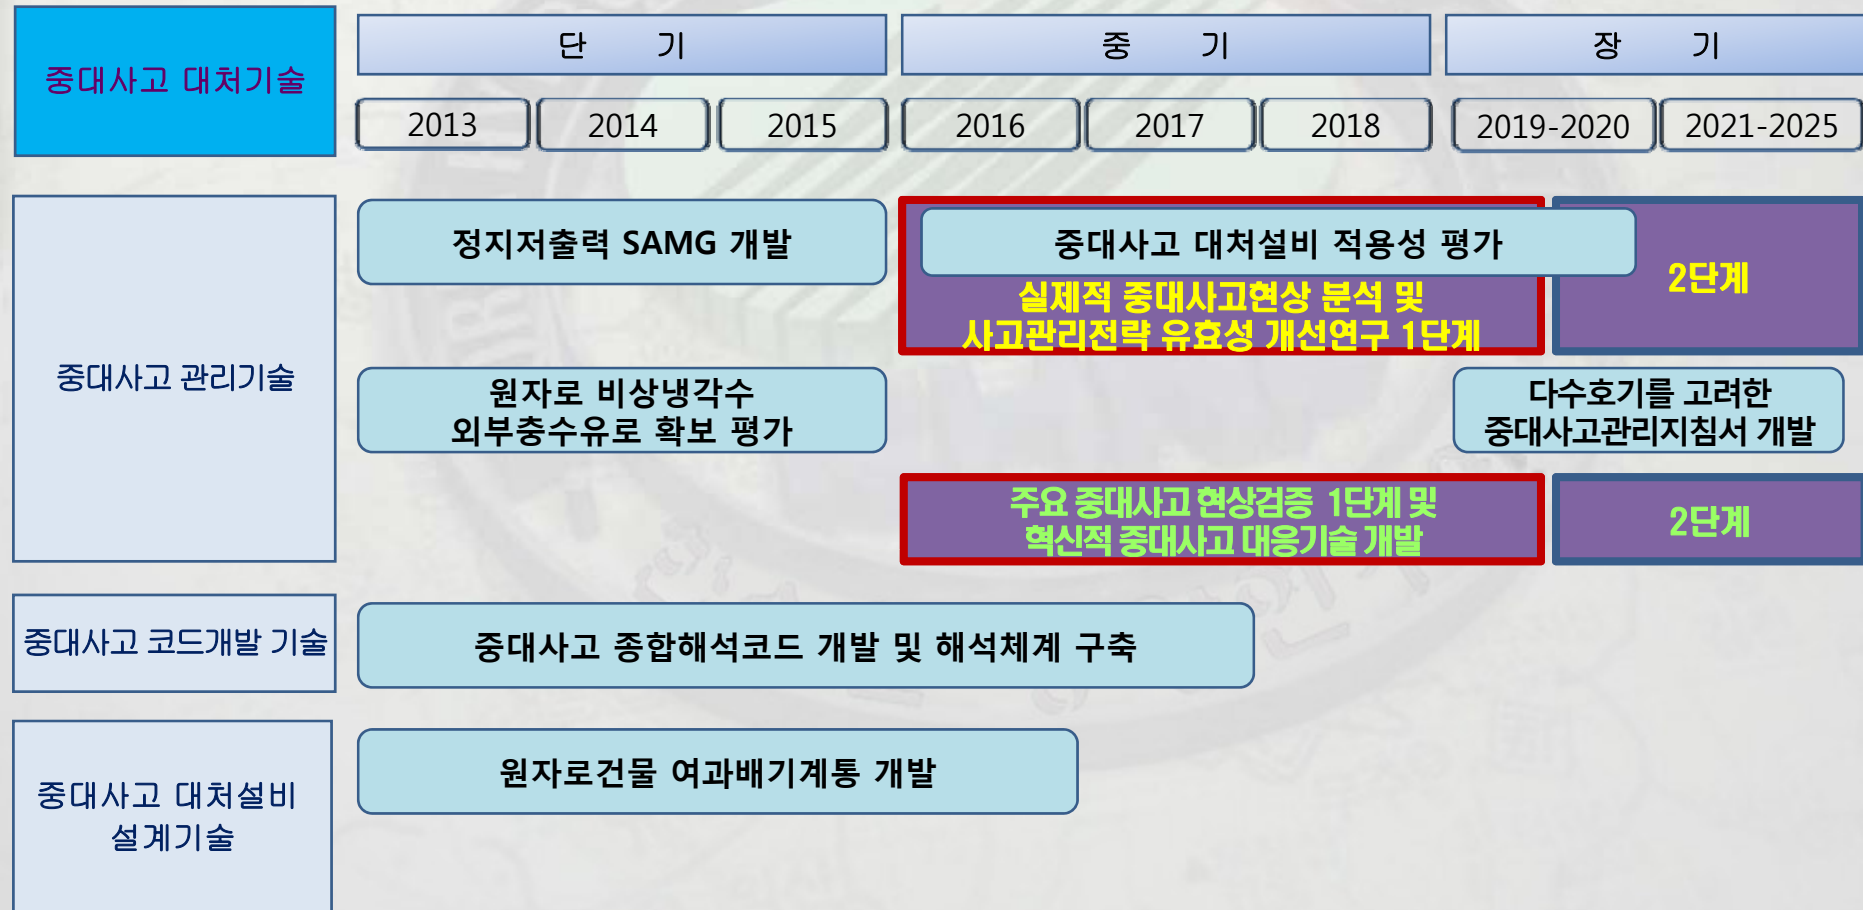 중대사고 대처기술
단 기
중 기
장 기
2013
2014
2015
2016
2017
2018
2019-2020
2021-2025
중대사고 관리기술
정지저출력 SAMG 개발
중대사고 대처설비 적용성 평가
실제적 중대사고현상 분석 및
사고관리전략 유효성 개선연구 1단계
2단계
원자로 비상냉각수
외부충수유로 확보 평가
다수호기를 고려한
중대사고관리지침서 개발
주요 중대사고 현상검증 1단계 및
혁신적 중대사고 대응기술 개발
2단계
중대사고 코드개발 기술
중대사고 종합해석코드 개발 및 해석체계 구축
중대사고 대처설비
설계기술
원자로건물 여과배기계통 개발